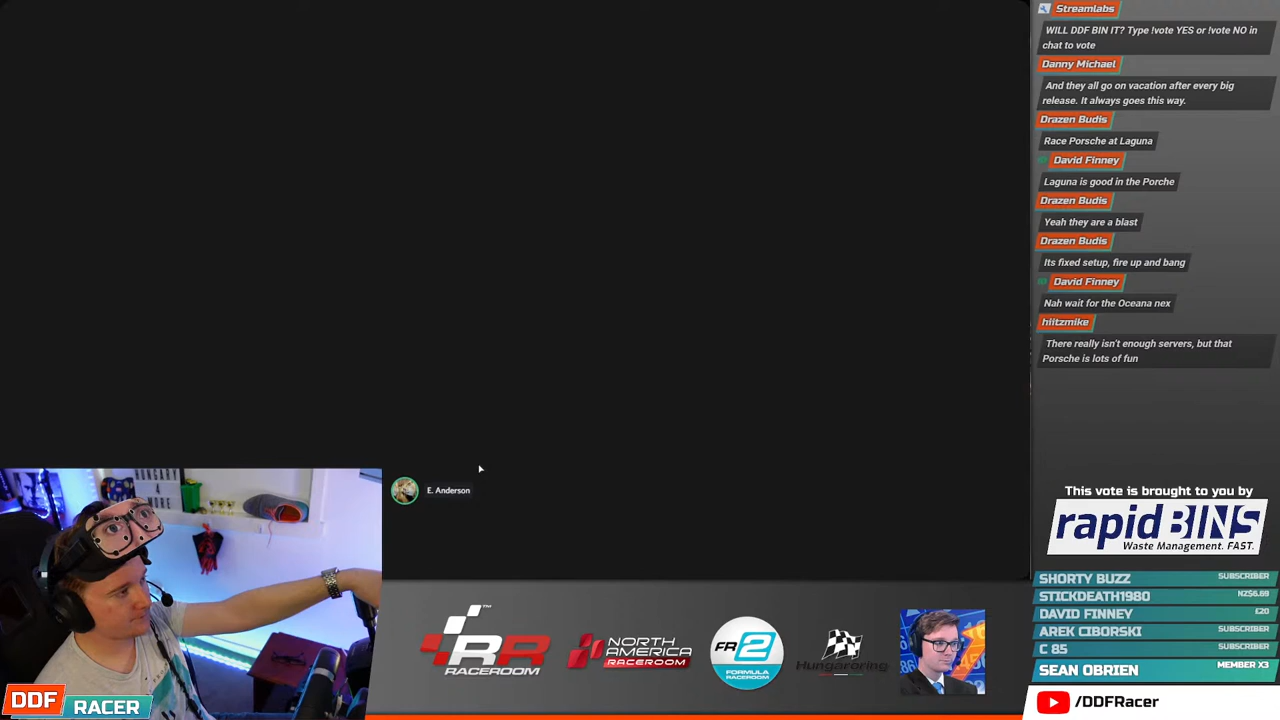 Streamlabs
WILL DDF BIN IT? Type !vote YES or !vote NO in
chat to vote
Danny Michael
And they all go on vacation after every big
release. It always goes this way.
Drazen Budis
Race Porsche at Laguna
David Finney
Laguna is good in the Porche
Drazen Budis
Yeah they are a blast
Drazen Budis
Its fixed setup, fire up and bang
David Finney
Nah wait for the Oceana nex
hiitzmike
There really isn't enough servers, but that
Porsche is lots of fun
E. Anderson
HUNGARY
A
MORE
This vote is brought to you by
rapidBINS
Waste Management. FAST.
SHORTY BUZZ SUBSCRIBER
STICKDEATH1980 NZ$6.69
DAVID FINNEY £20
AREK CIBORSKI SUBSCRIBER
C 85 SUBSCRIBER
SEAN OBRIEN MEMBER X3
RR
RACEROOM
NORTH
AMERICA
RACEROOM
FR2
FORMULA
RACEROOM
Hungaroring
DDF RACER
/DDFRacer